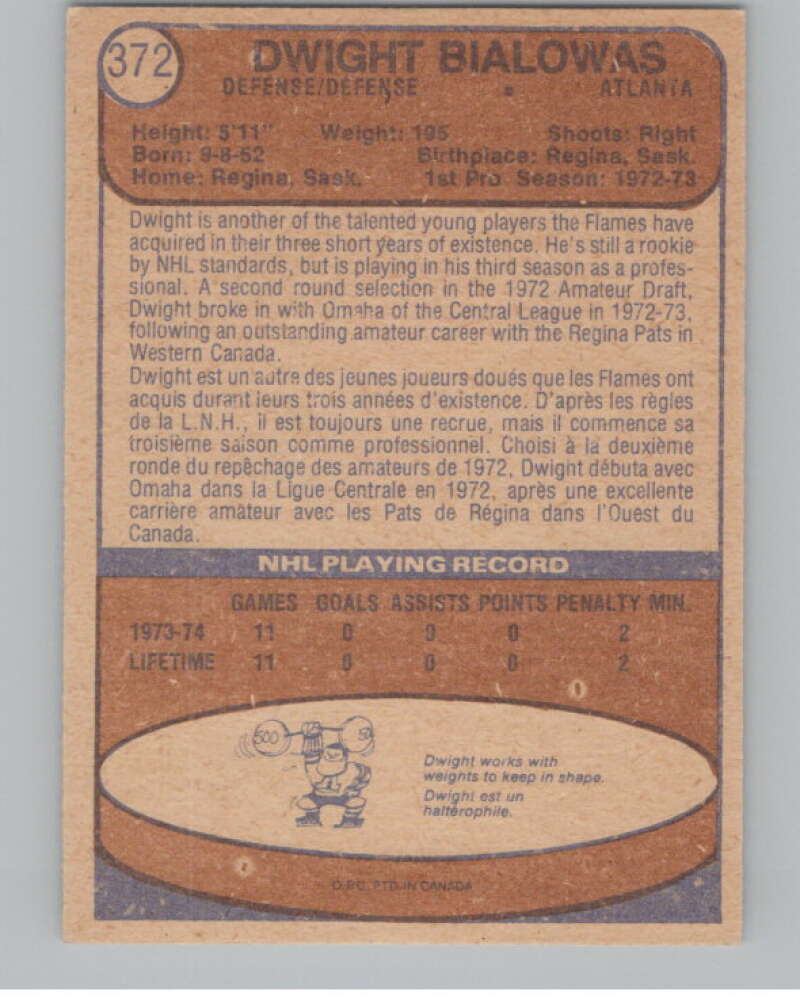 372
DWIGHT BIALOWAS
DEFENSE/DÉFENSE ATLANTA
Height: 5'11" Weight: 195 Shoots: Right
Born: 9-8-52 Birthplace: Regina, Sask.
Home: Regina, Sask. 1st Pro Season: 1972-73
Dwight is another of the talented young players the Flames have
acquired in their three short years of existence. He's still a rookie
by NHL standards, but is playing in his third season as a profes-
sional. A second round selection in the 1972 Amateur Draft,
Dwight broke in with Omaha of the Central League in 1972-73,
following an outstanding amateur career with the Regina Pats in
Western Canada.
Dwight est un autre des jeunes joueurs doués que les Flames ont
acquis durant leurs trois années d'existence. D'après les règles
de la L.N.H., il est toujours une recrue, mais il commence sa
troisième saison comme professionnel. Choisi à la deuxième
ronde du repêchage des amateurs de 1972, Dwight débuta avec
Omaha dans la Ligue Centrale en 1972, après une excellente
carrière amateur avec les Pats de Régina dans l'Ouest du
Canada.
NHL PLAYING RECORD
GAMES GOALS ASSISTS POINTS PENALTY MIN.
1973-74 11 0 0 0 2
LIFETIME 11 0 0 0 2
500 50
Dwight works with
weights to keep in shape.
Dwight est un
haltérophile.
O.P.C. PTD. IN CANADA